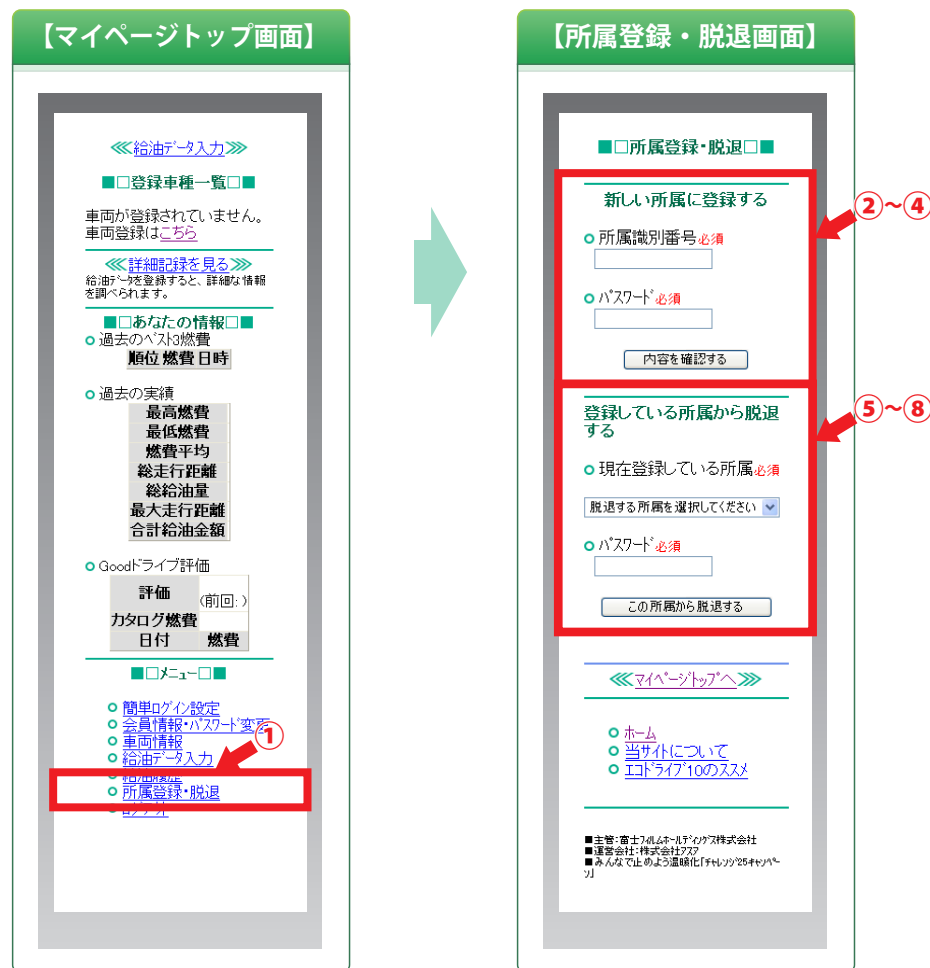 【マイページトップ画面】
≪給油データ入力≫
■□登録車種一覧□■
車両が登録されていません。
車両登録はこちら
≪詳細記録を見る≫
給油データを登録すると、詳細な情報
を調べられます。
■□あなたの情報□■
過去のベスト3燃費
順位 燃費 日時
過去の実績
最高燃費
最低燃費
燃費平均
総走行距離
総給油量
最大走行距離
合計給油金額
Goodドライブ評価
評価 (前回:)
カタログ燃費
日付 燃費
■□メニュー□■
簡単ログイン設定
会員情報・パスワード変更
①
車両情報
給油データ入力
給油履歴
所属登録・脱退
ログアウト
【所属登録・脱退画面】
■□所属登録・脱退□■
新しい所属に登録する
②～④
所属識別番号必須
パスワード必須
内容を確認する
登録している所属から脱退
する
⑤～⑧
現在登録している所属必須
脱退する所属を選択してください
パスワード必須
この所属から脱退する
≪マイページトップへ≫
ホーム
当サイトについて
エコドライブ10のススメ
■主管:富士フイルムホールディングス株式会社
■運営会社:株式会社アスア
■みんなで止めよう温暖化「チャレンジ25キャンペー
ン」